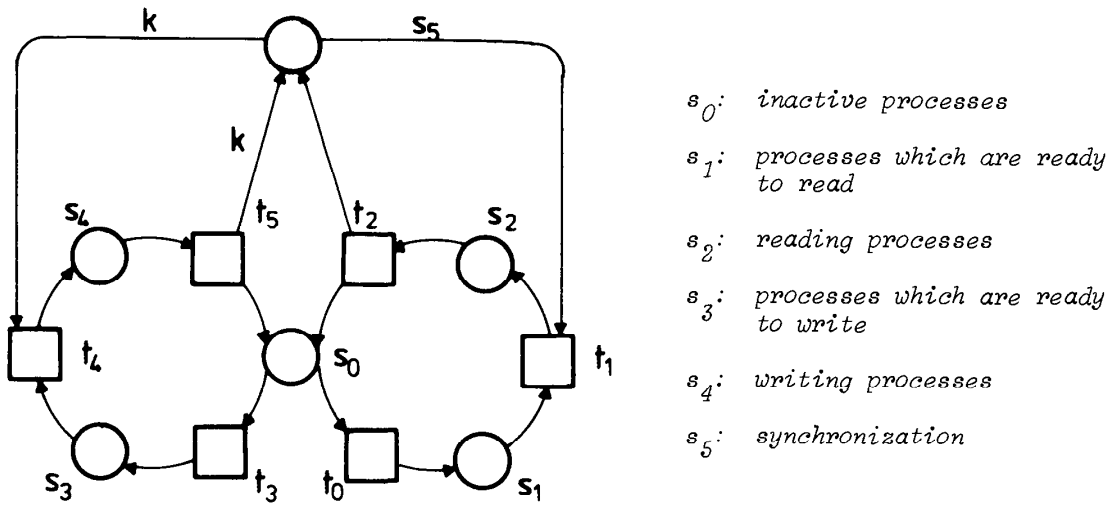 k
s5
k
s4
t5
t2
s2
t4
s0
t1
s3
t3
t0
s1
s0: inactive processes
s1: processes which are ready
to read
s2: reading processes
s3: processes which are ready
to write
s4: writing processes
s5: synchronization